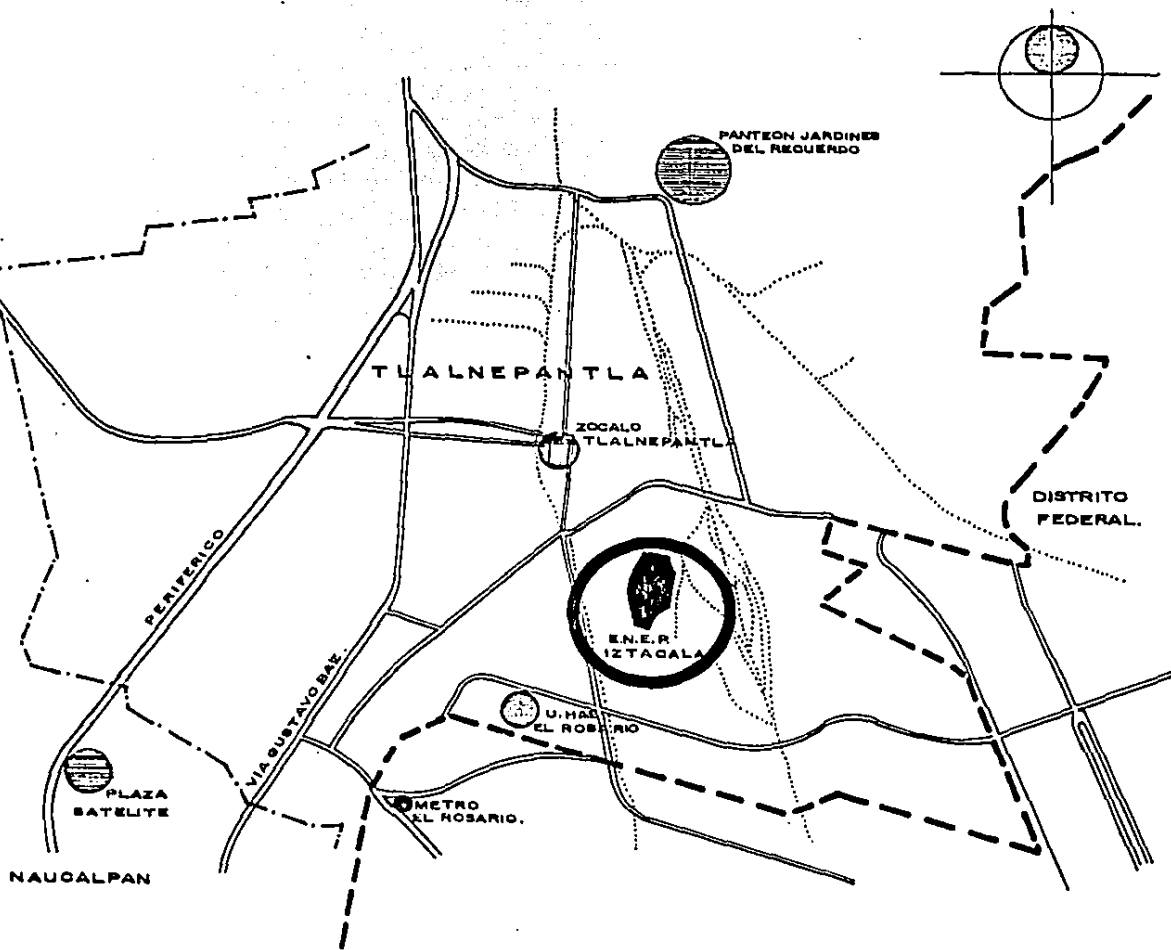 PANTEON JARDINES
DEL RECUERDO
TLALNEPANTLA
ZOCALO
TLALNEPANTLA
DISTRITO
FEDERAL.
PERIFERICO
E.N.E.P.
IZTACALA
VIA GUSTAVO BAZ.
U. HAB.
EL ROSARIO
PLAZA
SATELITE
METRO
EL ROSARIO.
NAUCALPAN